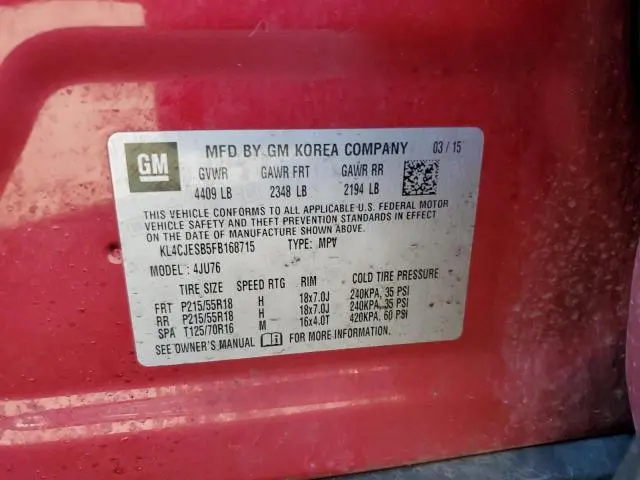 GM
MFD BY GM KOREA COMPANY 03 / 15
GVWR GAWR FRT GAWR RR
4409 LB 2348 LB 2194 LB
THIS VEHICLE CONFORMS TO ALL APPLICABLE U.S. FEDERAL MOTOR
VEHICLE SAFETY AND THEFT PREVENTION STANDARDS IN EFFECT
ON THE DATE OF MANUFACTURE SHOWN ABOVE.
KL4CJESB5FB168715 TYPE: MPV
MODEL : 4JU76
TIRE SIZE SPEED RTG RIM COLD TIRE PRESSURE
FRT P215/55R18 H 18x7.0J 240KPA, 35 PSI
RR P215/55R18 H 18x7.0J 240KPA, 35 PSI
SPA T125/70R16 M 16x4.0T 420KPA, 60 PSI
SEE OWNER'S MANUAL FOR MORE INFORMATION.